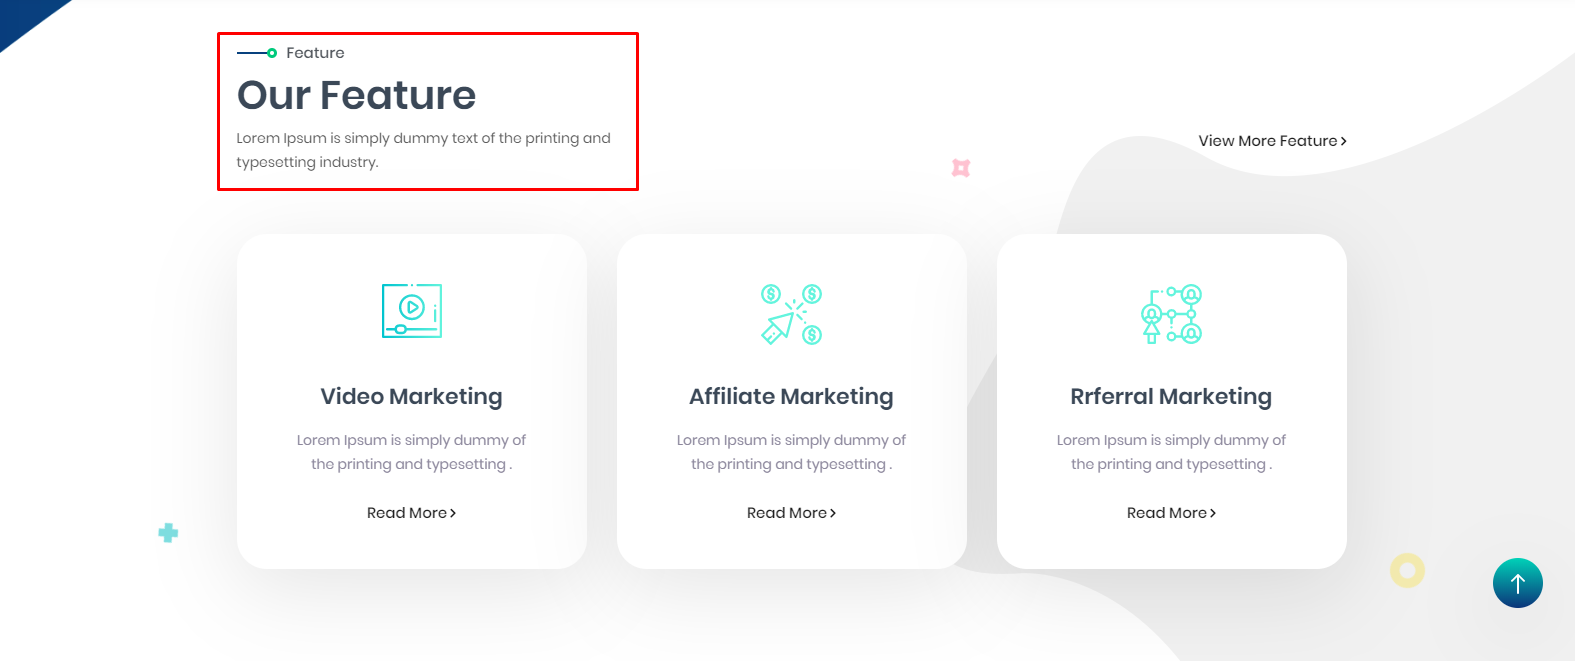 Feature
Our Feature
Lorem Ipsum is simply dummy text of the printing and
typesetting industry.
View More Feature
Video Marketing
Lorem Ipsum is simply dummy of
the printing and typesetting .
Read More
Affiliate Marketing
Lorem Ipsum is simply dummy of
the printing and typesetting .
Read More
Rrferral Marketing
Lorem Ipsum is simply dummy of
the printing and typesetting .
Read More